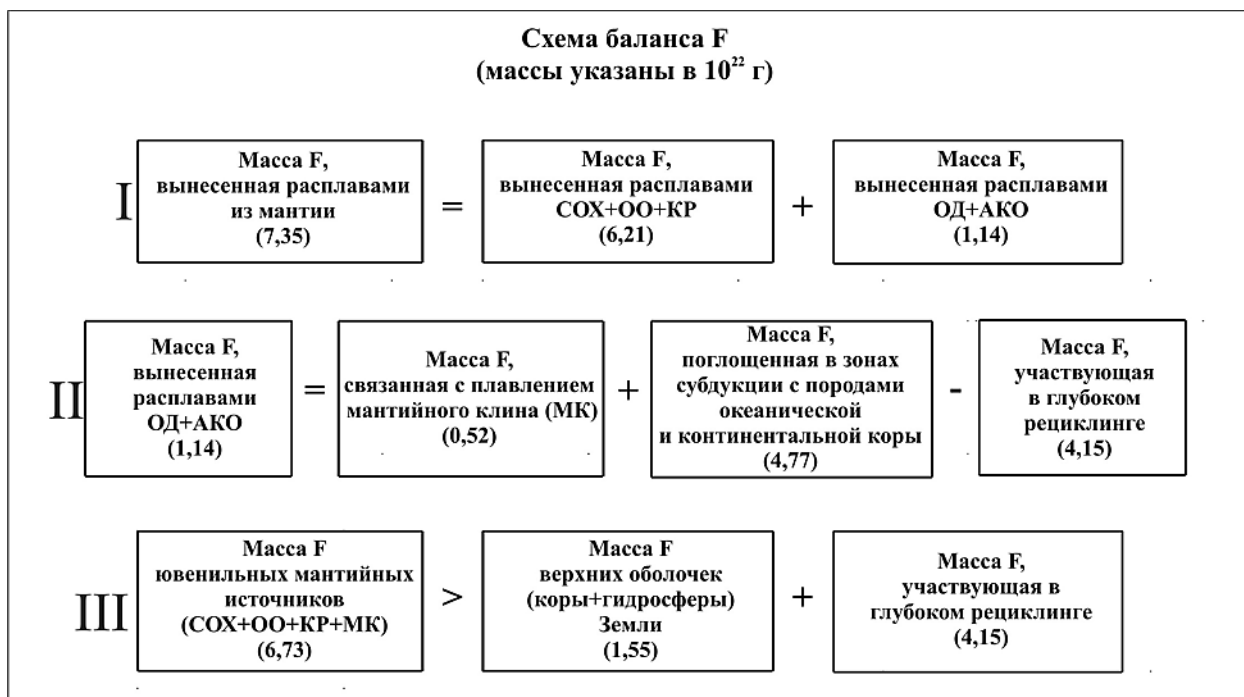 Схема баланса F
(массы указаны в 10²² г)
I
Масса F,
вынесенная расплавами
из мантии
(7,35)
=
Масса F,
вынесенная расплавами
СОХ+ОО+КР
(6,21)
+
Масса F,
вынесенная расплавами
ОД+АКО
(1,14)
II
Масса F,
вынесенная
расплавами
ОД+АКО
(1,14)
=
Масса F,
связанная с плавлением
мантийного клина (МК)
(0,52)
+
Масса F,
поглощенная в зонах
субдукции с породами
океанической
и континентальной коры
(4,77)
-
Масса F,
участвующая
в глубоком
рециклинге
(4,15)
III
Масса F
ювенильных мантийных
источников
(СОХ+ОО+КР+МК)
(6,73)
>
Масса F
верхних оболочек
(коры+гидросферы)
Земли
(1,55)
+
Масса F,
участвующая в
глубоком рециклинге
(4,15)